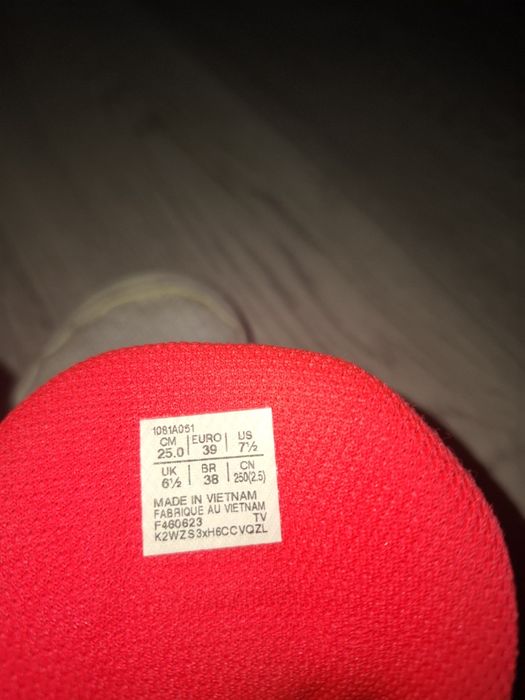 1081A051
CM | EURO | US
25.0 | 39 | 7½
UK | BR | CN
6½ | 38 | 250(2.5)
MADE IN VIETNAM
FABRIQUE AU VIETNAM
F460623 TV
K2WZS3xH6CCVQZL